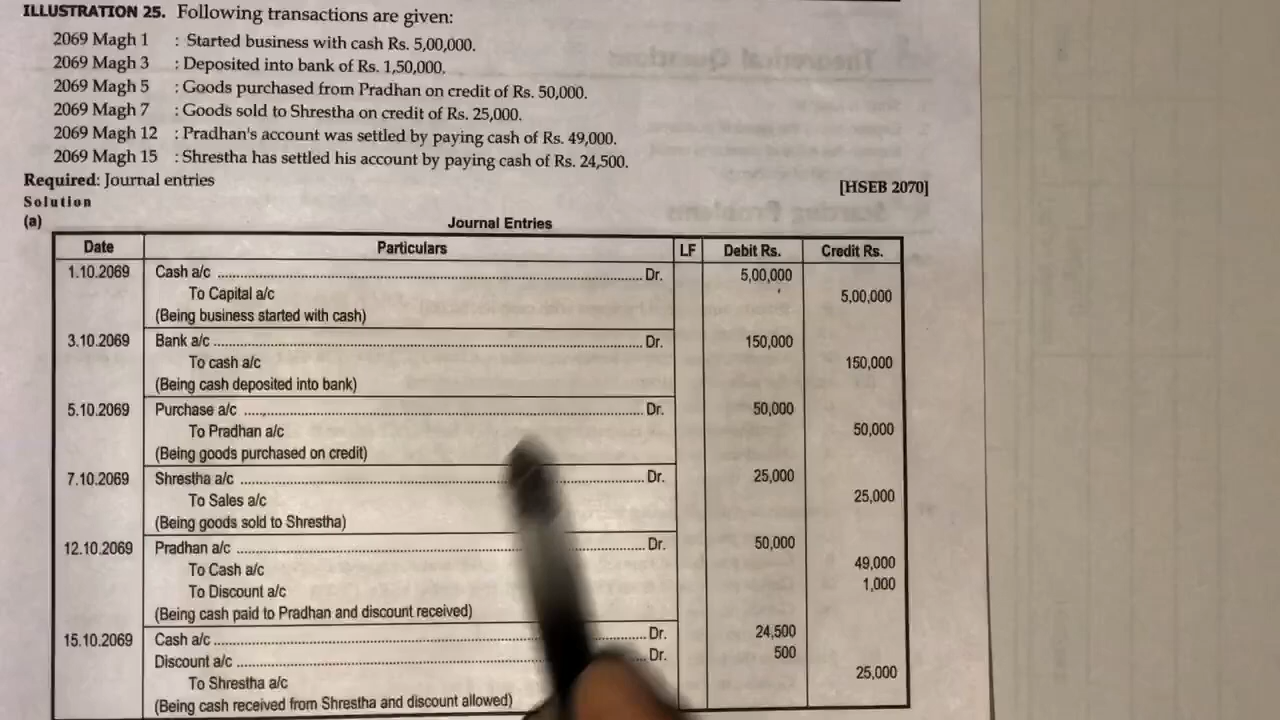 ILLUSTRATION 25. Following transactions are given:
2069 Magh 1 : Started business with cash Rs. 5,00,000.
2069 Magh 3 : Deposited into bank of Rs. 1,50,000.
2069 Magh 5 : Goods purchased from Pradhan on credit of Rs. 50,000.
2069 Magh 7 : Goods sold to Shrestha on credit of Rs. 25,000.
2069 Magh 12 : Pradhan's account was settled by paying cash of Rs. 49,000.
2069 Magh 15 : Shrestha has settled his account by paying cash of Rs. 24,500.
Required: Journal entries [HSEB 2070]
Solution
(a) Journal Entries
Date Particulars LF Debit Rs. Credit Rs.
1.10.2069 Cash a/c ........ Dr. 5,00,000
To Capital a/c 5,00,000
(Being business started with cash)
3.10.2069 Bank a/c ........ Dr. 150,000
To cash a/c 150,000
(Being cash deposited into bank)
5.10.2069 Purchase a/c ........ Dr. 50,000
To Pradhan a/c 50,000
(Being goods purchased on credit)
7.10.2069 Shrestha a/c ........ Dr. 25,000
To Sales a/c 25,000
(Being goods sold to Shrestha)
12.10.2069 Pradhan a/c ........ Dr. 50,000
To Cash a/c 49,000
To Discount a/c 1,000
(Being cash paid to Pradhan and discount received)
15.10.2069 Cash a/c ........ Dr. 24,500
Discount a/c ........ Dr. 500
To Shrestha a/c 25,000
(Being cash received from Shrestha and discount allowed)